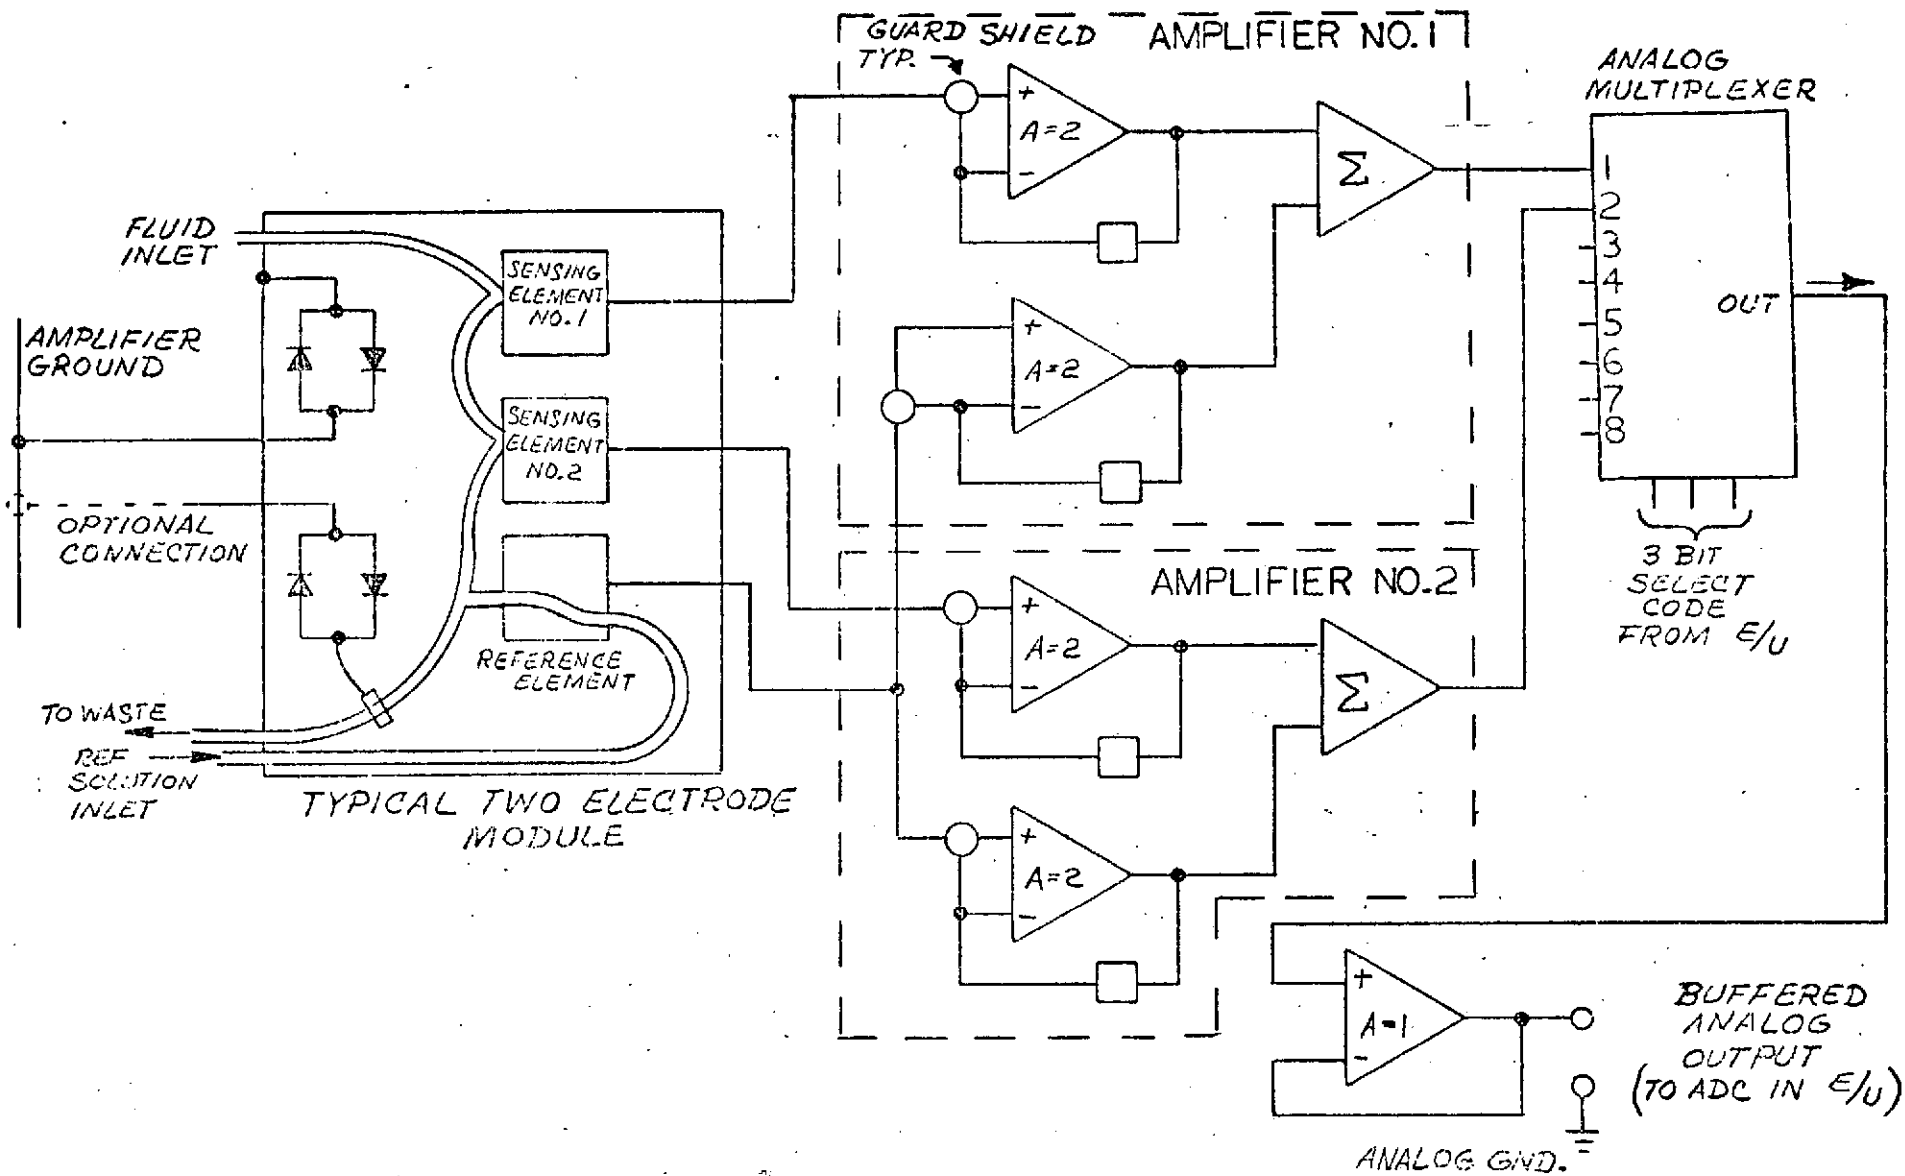 GUARD SHIELD
TYP.
AMPLIFIER NO.1
ANALOG
MULTIPLEXER
+
A=2
-
Σ
1
2
3
4
5
6
7
8
OUT
FLUID
INLET
SENSING
ELEMENT
NO.1
AMPLIFIER
GROUND
+
A=2
-
SENSING
ELEMENT
NO.2
OPTIONAL
CONNECTION
3 BIT
SELECT
CODE
FROM E/U
AMPLIFIER NO.2
+
A=2
-
Σ
REFERENCE
ELEMENT
TO WASTE
REF
SOLUTION
INLET
TYPICAL TWO ELECTRODE
MODULE
+
A=2
-
+
A=1
-
BUFFERED
ANALOG
OUTPUT
(TO ADC IN E/U)
ANALOG GND.